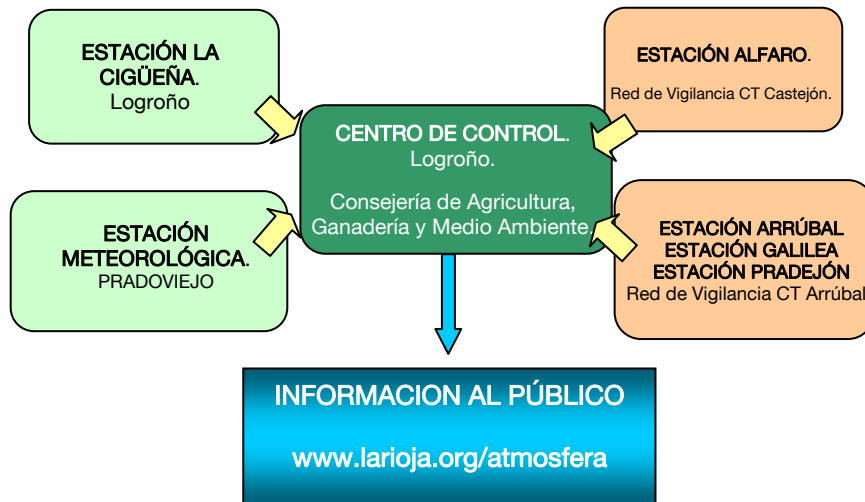 ESTACIÓN LA
CIGÜEÑA.
Logroño
ESTACIÓN ALFARO.
Red de Vigilancia CT Castejón.
CENTRO DE CONTROL.
Logroño.
Consejería de Agricultura,
Ganadería y Medio Ambiente.
ESTACIÓN
METEOROLÓGICA.
PRADOVIEJO
ESTACIÓN ARRÚBAL
ESTACIÓN GALILEA
ESTACIÓN PRADEJÓN
Red de Vigilancia CT Arrúbal
INFORMACION AL PÚBLICO
www.larioja.org/atmosfera